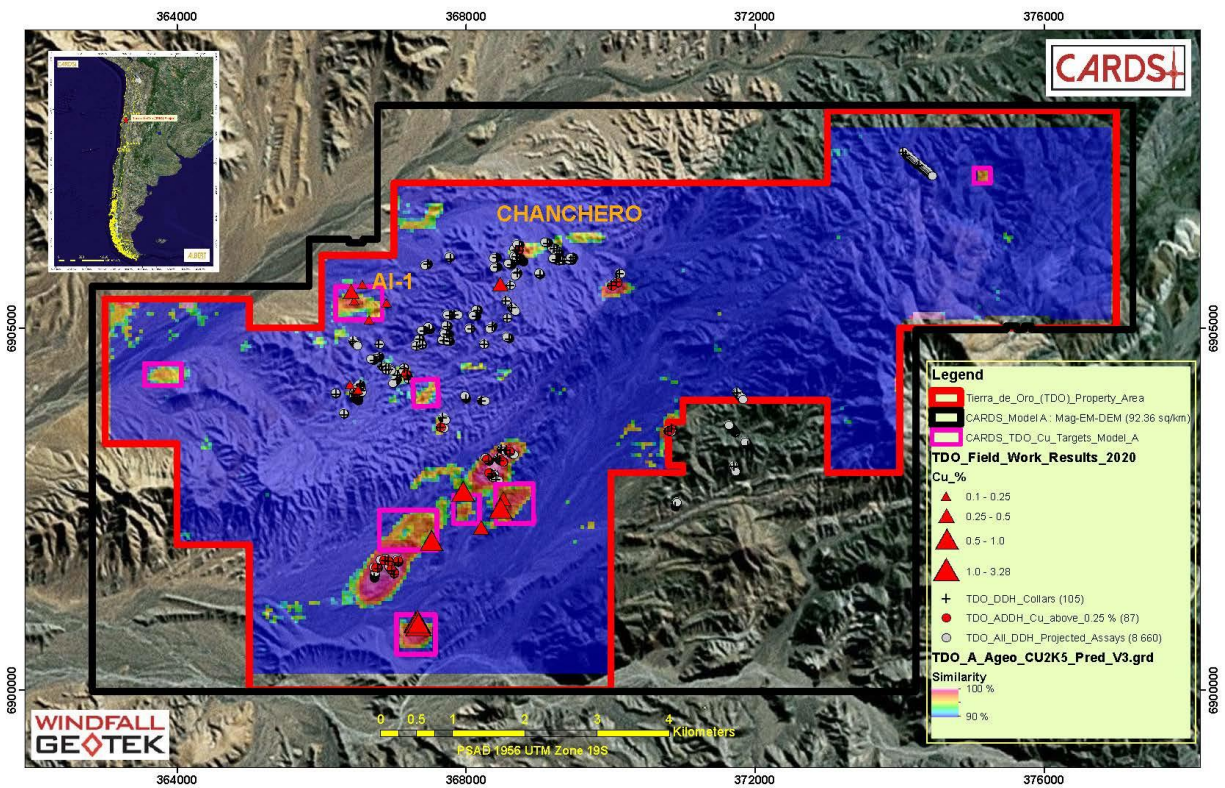 364000
368000
372000
376000
CARDS
CHANCHERO
AI-1
6905000
6905000
Legend
Tierra_de_Oro_(TDO)_Property_Area
CARDS_Model A : Mag-EM-DEM (92.36 sq/km)
CARDS_TDO_Cu_Targets_Model_A
TDO_Field_Work_Results_2020
Cu_%
0.1 - 0.25
0.25 - 0.5
0.5 - 1.0
1.0 - 3.28
TDO_DDH_Collars (105)
TDO_ADDH_Cu_above_0.25 % (87)
TDO_All_DDH_Projected_Assays (8 660)
TDO_A_Ageo_CU2K5_Pred_V3.grd
Similarity
100 %
90 %
6900000
6900000
WINDFALL
GEOTEK
0 0.5 1 2 3 4
Kilometers
PSAD 1956 UTM Zone 19S
364000
368000
372000
376000